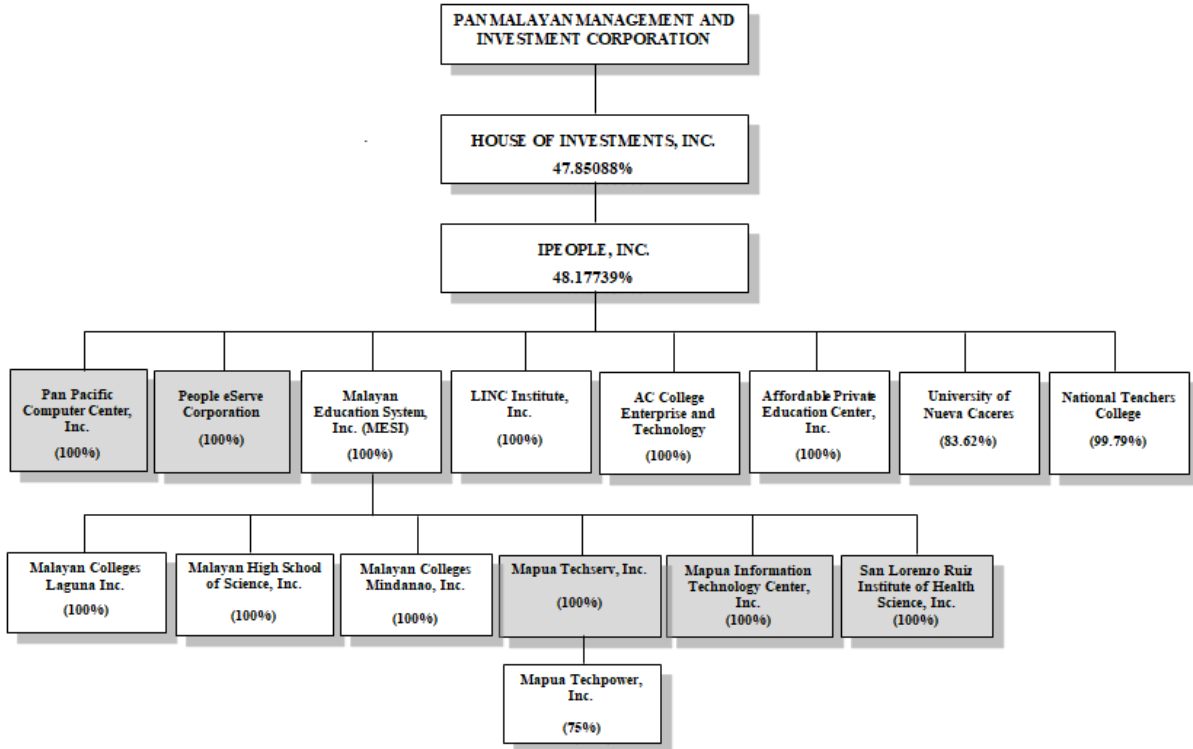 PAN MALAYAN MANAGEMENT AND
INVESTMENT CORPORATION
HOUSE OF INVESTMENTS, INC.
47.85088%
IPEOPLE, INC.
48.17739%
Pan Pacific
Computer Center,
Inc.
(100%)
People eServe
Corporation
(100%)
Malayan
Education System,
Inc. (MESI)
(100%)
LINC Institute,
Inc.
(100%)
AC College
Enterprise and
Technology
(100%)
Affordable Private
Education Center,
Inc.
(100%)
University of
Nueva Caceres
(83.62%)
National Teachers
College
(99.79%)
Malayan Colleges
Laguna Inc.
(100%)
Malayan High School
of Science, Inc.
(100%)
Malayan Colleges
Mindanao, Inc.
(100%)
Mapua Techserv, Inc.
(100%)
Mapua Information
Technology Center,
Inc.
(100%)
San Lorenzo Ruiz
Institute of Health
Science, Inc.
(100%)
Mapua Techpower,
Inc.
(75%)